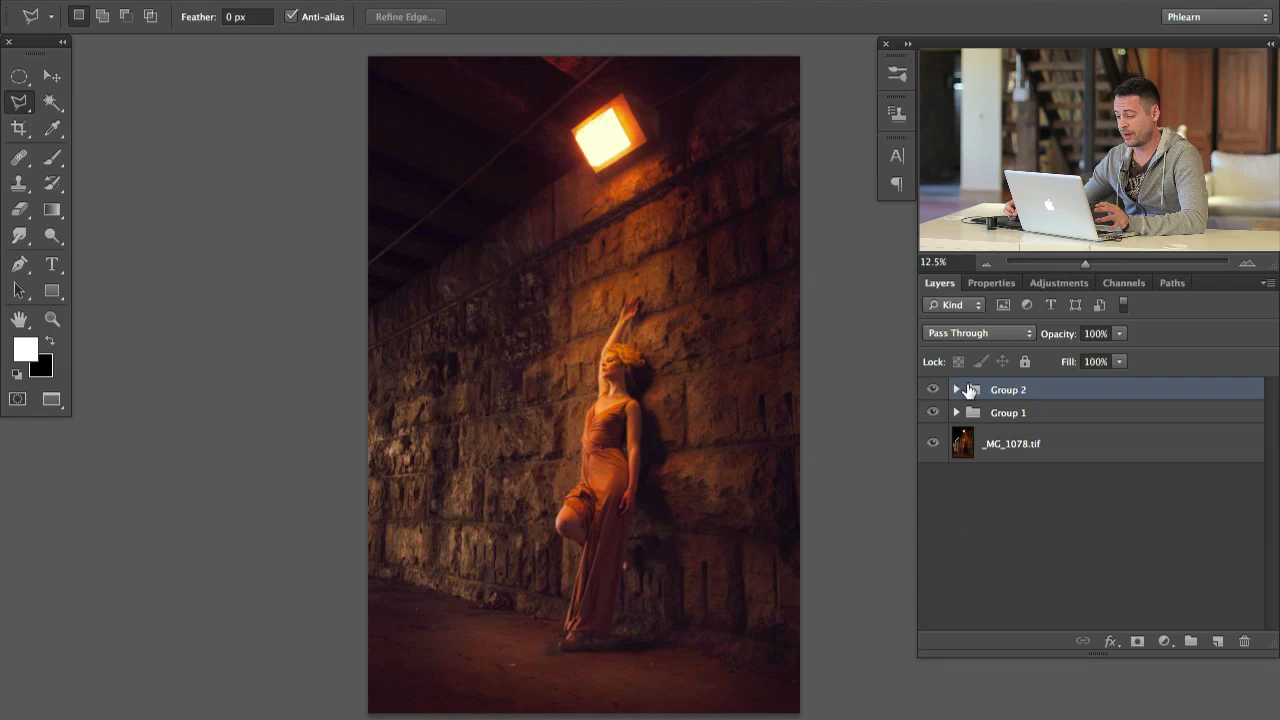 Feather: 0 px Anti-alias Refine Edge... Phlearn
12.5%
Layers Properties Adjustments Channels Paths
Kind
Pass Through Opacity: 100%
Lock: Fill: 100%
Group 2
Group 1
_MG_1078.tif